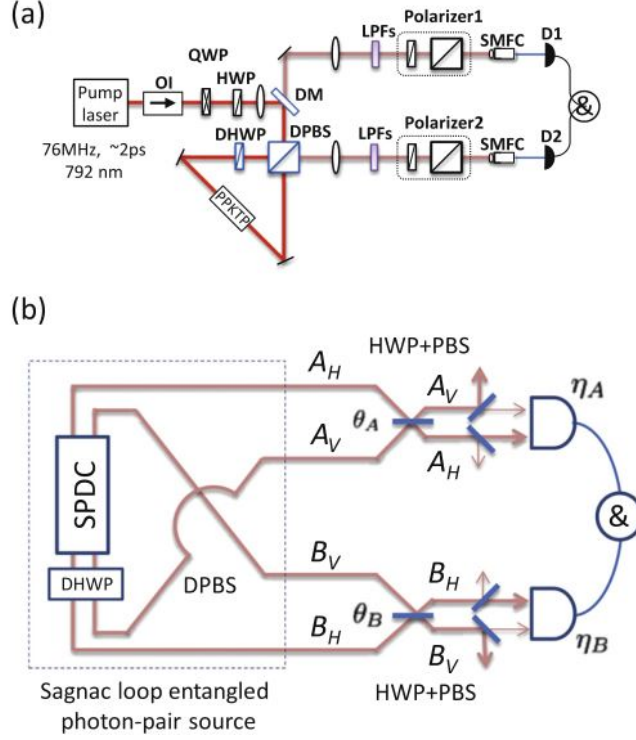 (a)
Pump
laser
OI
QWP
HWP
DM
LPFs
Polarizer1
SMFC
D1
&
76MHz, ~2ps
792 nm
DHWP
DPBS
LPFs
Polarizer2
SMFC
D2
PPKTP
(b)
SPDC
DHWP
DPBS
Sagnac loop entangled
photon-pair source
A_H
A_V
B_V
B_H
θ_A
θ_B
HWP+PBS
A_V
A_H
B_H
B_V
HWP+PBS
η_A
&
η_B